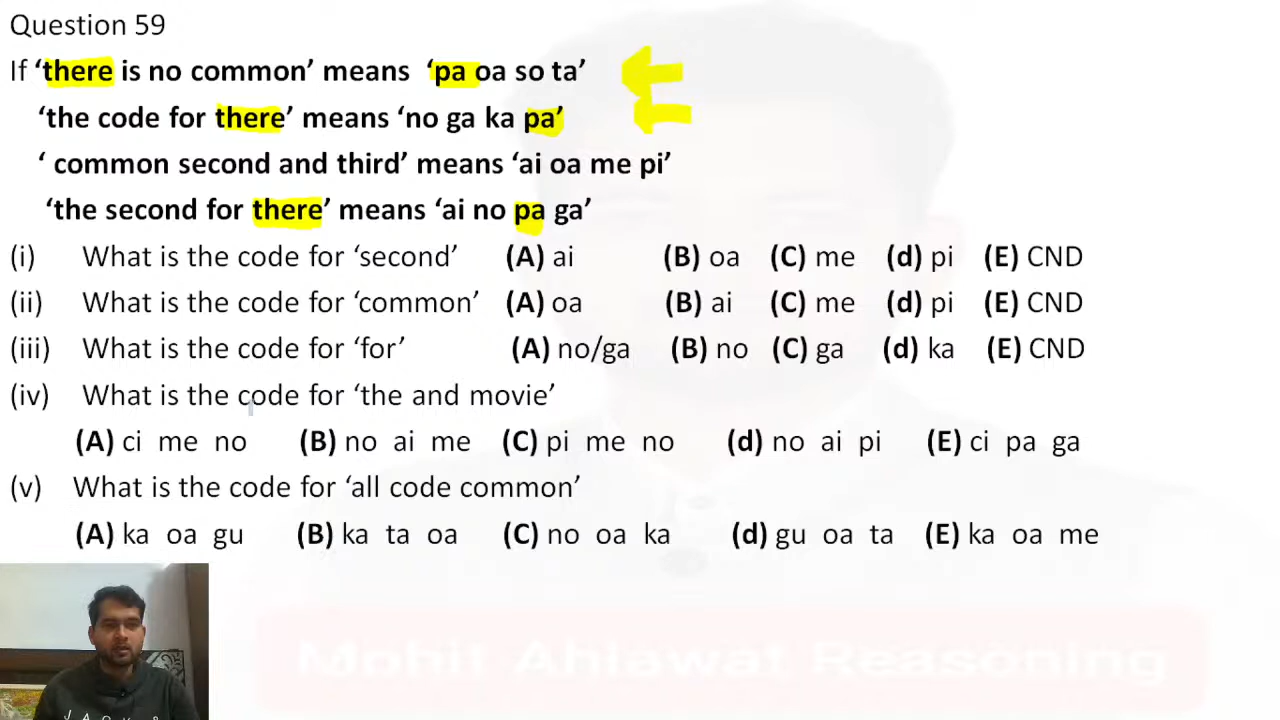 Question 59
If ‘there is no common’ means ‘pa oa so ta’
‘the code for there’ means ‘no ga ka pa’
‘ common second and third’ means ‘ai oa me pi’
‘the second for there’ means ‘ai no pa ga’
(i) What is the code for ‘second’ (A) ai (B) oa (C) me (d) pi (E) CND
(ii) What is the code for ‘common’ (A) oa (B) ai (C) me (d) pi (E) CND
(iii) What is the code for ‘for’ (A) no/ga (B) no (C) ga (d) ka (E) CND
(iv) What is the code for ‘the and movie’
(A) ci me no (B) no ai me (C) pi me no (d) no ai pi (E) ci pa ga
(v) What is the code for ‘all code common’
(A) ka oa gu (B) ka ta oa (C) no oa ka (d) gu oa ta (E) ka oa me
Mohit Ahlawat Reasoning